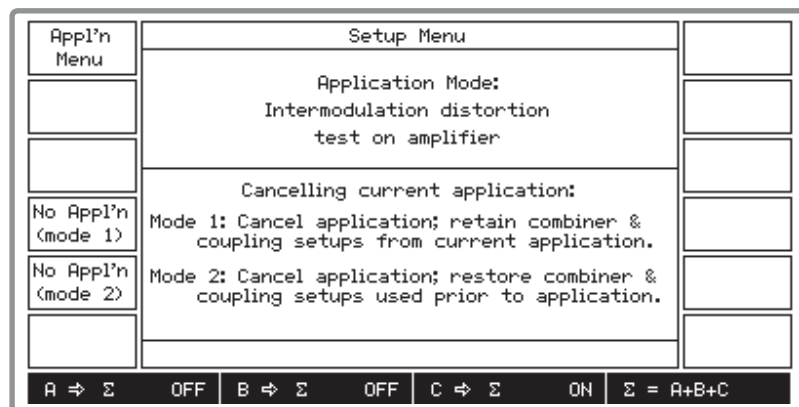 Appl'n
Menu
Setup Menu
Application Mode:
Intermodulation distortion
test on amplifier
Cancelling current application:
No Appl'n
(mode 1)
Mode 1: Cancel application; retain combiner &
coupling setups from current application.
No Appl'n
(mode 2)
Mode 2: Cancel application; restore combiner &
coupling setups used prior to application.
A ⇨ Σ OFF B ⇨ Σ OFF C ⇨ Σ ON Σ = A+B+C